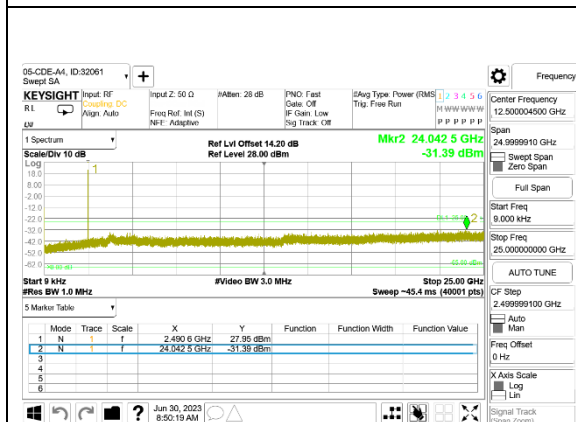 05-CDE-A4, ID:32061
Swept SA
+
Frequency
KEYSIGHT Input: RF
Coupling: DC
Align: Auto
Input Z: 50 Ω
Freq Ref: Int (S)
NFE: Adaptive
#Atten: 28 dB
PNO: Fast
Gate: Off
IF Gain: Low
Sig Track: Off
#Avg Type: Power (RMS
Trig: Free Run
1 2 3 4 5 6
M W W W W W
P P P P P P
RL
1 Spectrum
Scale/Div 10 dB
Log
Ref Lvl Offset 14.20 dB
Ref Level 28.00 dBm
Mkr2 24.042 5 GHz
-31.39 dBm
18.0
8.00
-2.00
-12.0
-22.0
-32.0
-42.0
-52.0
-62.0
1
2
Start 9 kHz
#Res BW 1.0 MHz
#Video BW 3.0 MHz
Stop 25.00 GHz
Sweep ~45.4 ms (40001 pts)
5 Marker Table
Mode Trace Scale X Y Function Function Width Function Value
1 N 1 f 2.490 6 GHz 27.95 dBm
2 N 1 f 24.042 5 GHz -31.39 dBm
3
4
5
6
Jun 30, 2023
8:50:19 AM
?
Center Frequency
12.500004500 GHz
Span
24.9999910 GHz
Swept Span
Zero Span
Full Span
Start Freq
9.000 kHz
Stop Freq
25.000000000 GHz
AUTO TUNE
CF Step
2.499999100 GHz
Auto
Man
Freq Offset
0 Hz
X Axis Scale
Log
Lin
Signal Track
(Span Zoom)